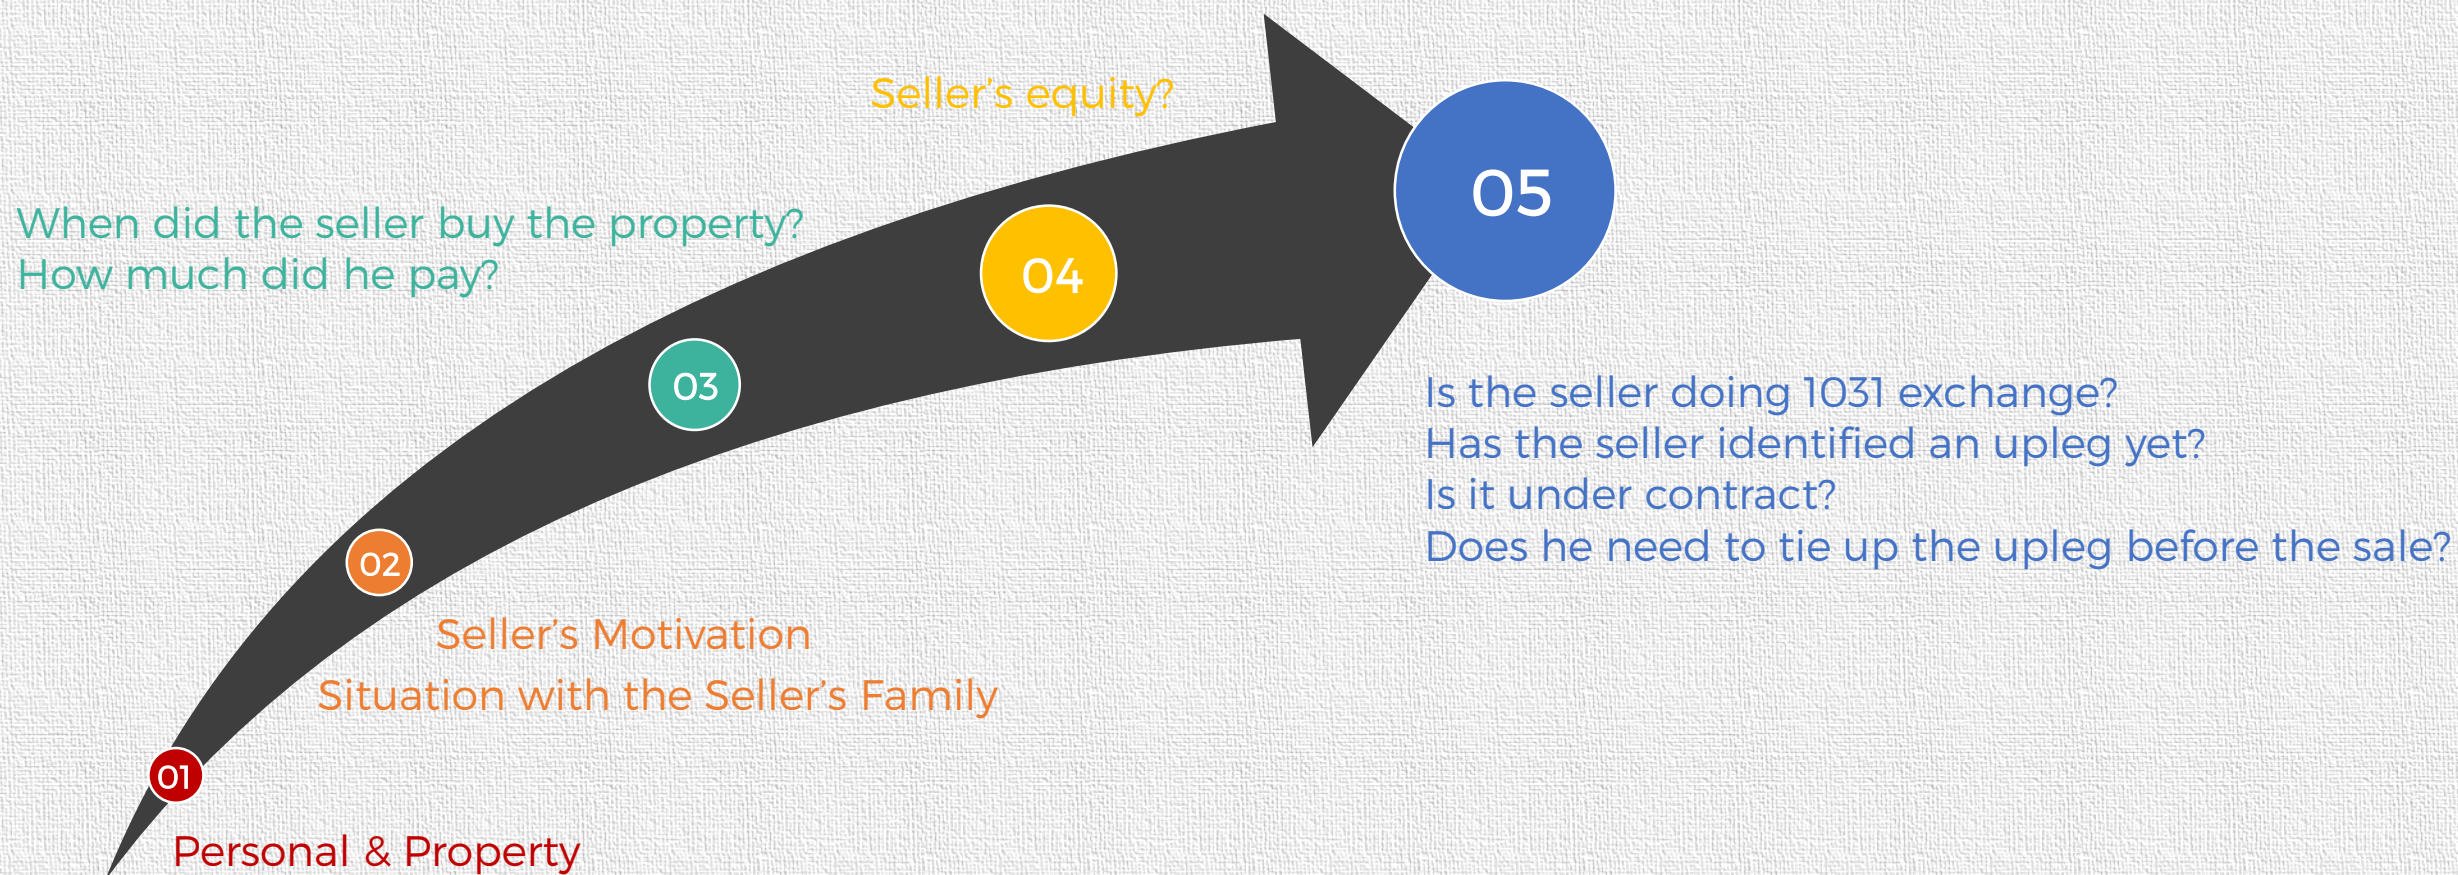 Seller’s equity?
05
When did the seller buy the property?
How much did he pay?
04
03
Is the seller doing 1031 exchange?
Has the seller identified an upleg yet?
Is it under contract?
Does he need to tie up the upleg before the sale?
02
Seller’s Motivation
Situation with the Seller’s Family
01
Personal & Property